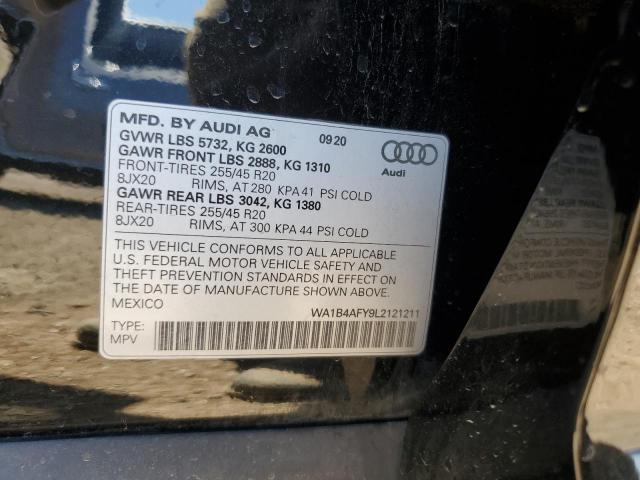 MFD. BY AUDI AG 09 20
GVWR LBS 5732, KG 2600
GAWR FRONT LBS 2888, KG 1310
FRONT-TIRES 255/45 R20
8JX20 RIMS, AT 280 KPA 41 PSI COLD
GAWR REAR LBS 3042, KG 1380
REAR-TIRES 255/45 R20
8JX20 RIMS, AT 300 KPA 44 PSI COLD
Audi
THIS VEHICLE CONFORMS TO ALL APPLICABLE
U.S. FEDERAL MOTOR VEHICLE SAFETY AND
THEFT PREVENTION STANDARDS IN EFFECT ON
THE DATE OF MANUFACTURE SHOWN ABOVE.
MEXICO WA1B4AFY9L2121211
TYPE:
MPV